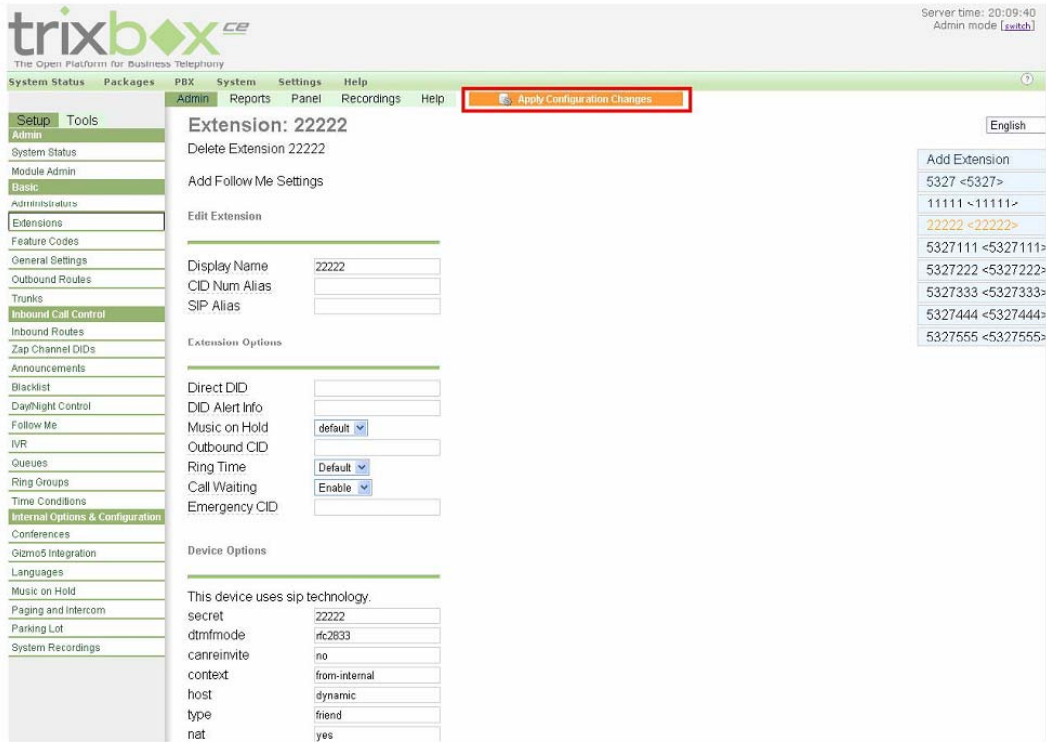 trixbox ce
The Open Platform for Business Telephony
Server time: 20:09:40
Admin mode [switch]
System Status Packages PBX System Settings Help ?
Admin Reports Panel Recordings Help Apply Configuration Changes
Setup Tools
Admin
System Status
Module Admin
Basic
Administrators
Extensions
Feature Codes
General Settings
Outbound Routes
Trunks
Inbound Call Control
Inbound Routes
Zap Channel DIDs
Announcements
Blacklist
Day/Night Control
Follow Me
IVR
Queues
Ring Groups
Time Conditions
Internal Options & Configuration
Conferences
Gizmo5 Integration
Languages
Music on Hold
Paging and Intercom
Parking Lot
System Recordings
Extension: 22222
Delete Extension 22222
Add Follow Me Settings
Edit Extension
Display Name 22222
CID Num Alias
SIP Alias
Extension Options
Direct DID
DID Alert Info
Music on Hold default
Outbound CID
Ring Time Default
Call Waiting Enable
Emergency CID
Device Options
This device uses sip technology.
secret 22222
dtmfmode rfc2833
canreinvite no
context from-internal
host dynamic
type friend
nat yes
English
Add Extension
5327 <5327>
11111 <11111>
22222 <22222>
5327111 <5327111>
5327222 <5327222>
5327333 <5327333>
5327444 <5327444>
5327555 <5327555>